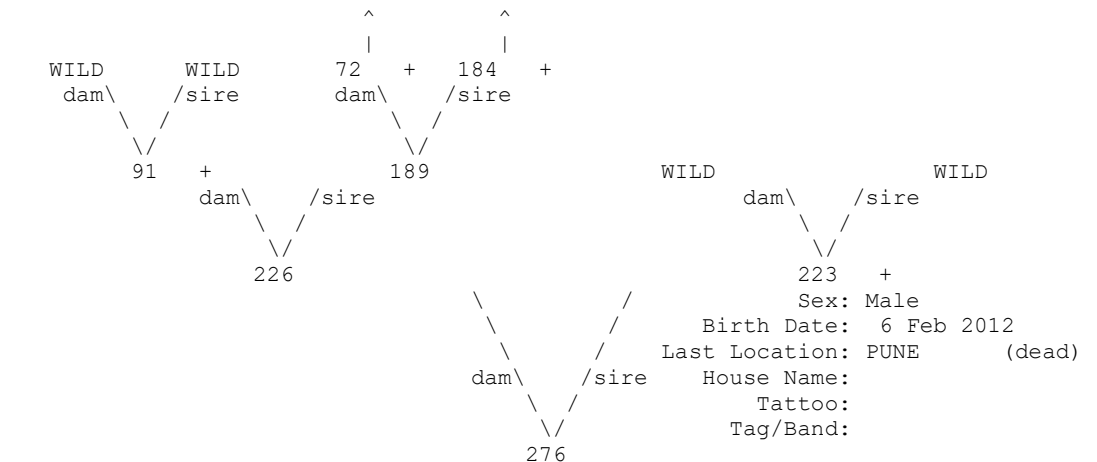 ^ ^
| |
WILD WILD 72 + 184 +
dam\ /sire dam\ /sire
\ / \ /
\/ \/
91 + 189 WILD WILD
dam\ /sire dam\ /sire
\ / \ /
\/ \/
226 223 +
\ / Sex: Male
\ / Birth Date: 6 Feb 2012
\ / Last Location: PUNE (dead)
dam\ /sire House Name:
\ / Tattoo:
\/ Tag/Band:
276